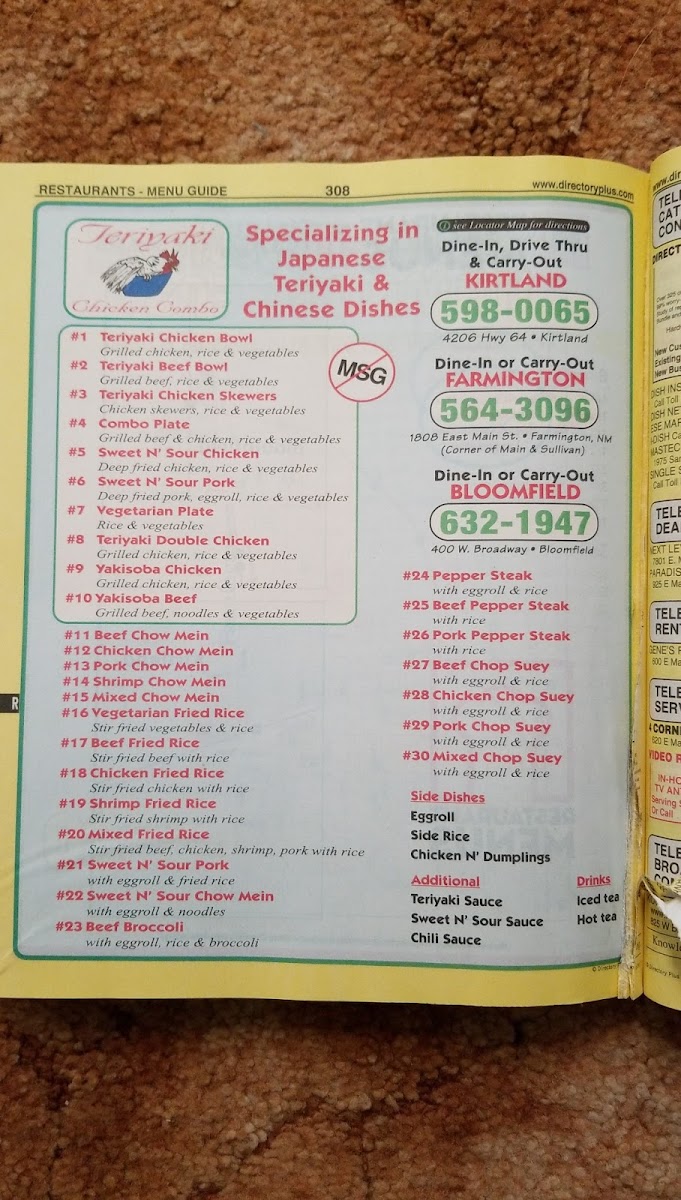 RESTAURANTS - MENU GUIDE 308 www.directoryplus.com
Teriyaki
Chicken Combo
Specializing in
Japanese
Teriyaki &
Chinese Dishes
see Locator Map for directions
Dine-In, Drive Thru
& Carry-Out
KIRTLAND
598-0065
4206 Hwy 64 • Kirtland
Dine-In or Carry-Out
FARMINGTON
564-3096
1808 East Main St. • Farmington, NM
(Corner of Main & Sullivan)
Dine-In or Carry-Out
BLOOMFIELD
632-1947
400 W. Broadway • Bloomfield
MSG
#1 Teriyaki Chicken Bowl
Grilled chicken, rice & vegetables
#2 Teriyaki Beef Bowl
Grilled beef, rice & vegetables
#3 Teriyaki Chicken Skewers
Chicken skewers, rice & vegetables
#4 Combo Plate
Grilled beef & chicken, rice & vegetables
#5 Sweet N' Sour Chicken
Deep fried chicken, rice & vegetables
#6 Sweet N' Sour Pork
Deep fried pork, eggroll, rice & vegetables
#7 Vegetarian Plate
Rice & vegetables
#8 Teriyaki Double Chicken
Grilled chicken, rice & vegetables
#9 Yakisoba Chicken
Grilled chicken, rice & vegetables
#10 Yakisoba Beef
Grilled beef, noodles & vegetables
#11 Beef Chow Mein
#12 Chicken Chow Mein
#13 Pork Chow Mein
#14 Shrimp Chow Mein
#15 Mixed Chow Mein
#16 Vegetarian Fried Rice
Stir fried vegetables & rice
#17 Beef Fried Rice
Stir fried beef with rice
#18 Chicken Fried Rice
Stir fried chicken with rice
#19 Shrimp Fried Rice
Stir fried shrimp with rice
#20 Mixed Fried Rice
Stir fried beef, chicken, shrimp, pork with rice
#21 Sweet N' Sour Pork
with eggroll & fried rice
#22 Sweet N' Sour Chow Mein
with eggroll & noodles
#23 Beef Broccoli
with eggroll, rice & broccoli
#24 Pepper Steak
with eggroll & rice
#25 Beef Pepper Steak
with rice
#26 Pork Pepper Steak
with rice
#27 Beef Chop Suey
with eggroll & rice
#28 Chicken Chop Suey
with eggroll & rice
#29 Pork Chop Suey
with eggroll & rice
#30 Mixed Chop Suey
with eggroll & rice
Side Dishes
Eggroll
Side Rice
Chicken N' Dumplings
Additional
Teriyaki Sauce
Sweet N' Sour Sauce
Chili Sauce
Drinks
Iced tea
Hot tea